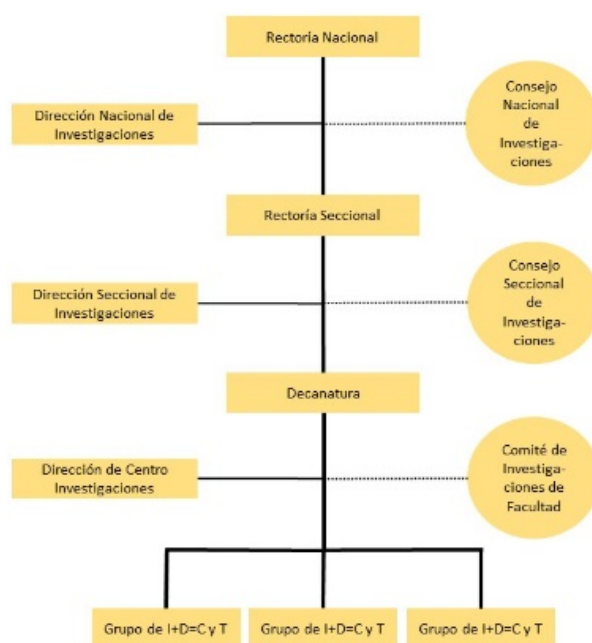 Rectoría Nacional
Dirección Nacional de
Investigaciones
Consejo
Nacional
de
Investiga-
ciones
Rectoría Seccional
Dirección Seccional de
Investigaciones
Consejo
Seccional
de
Investiga-
ciones
Decanatura
Dirección de Centro
Investigaciones
Comité de
Investiga-
ciones de
Facultad
Grupo de I+D=C y T
Grupo de I+D=C y T
Grupo de I+D=C y T